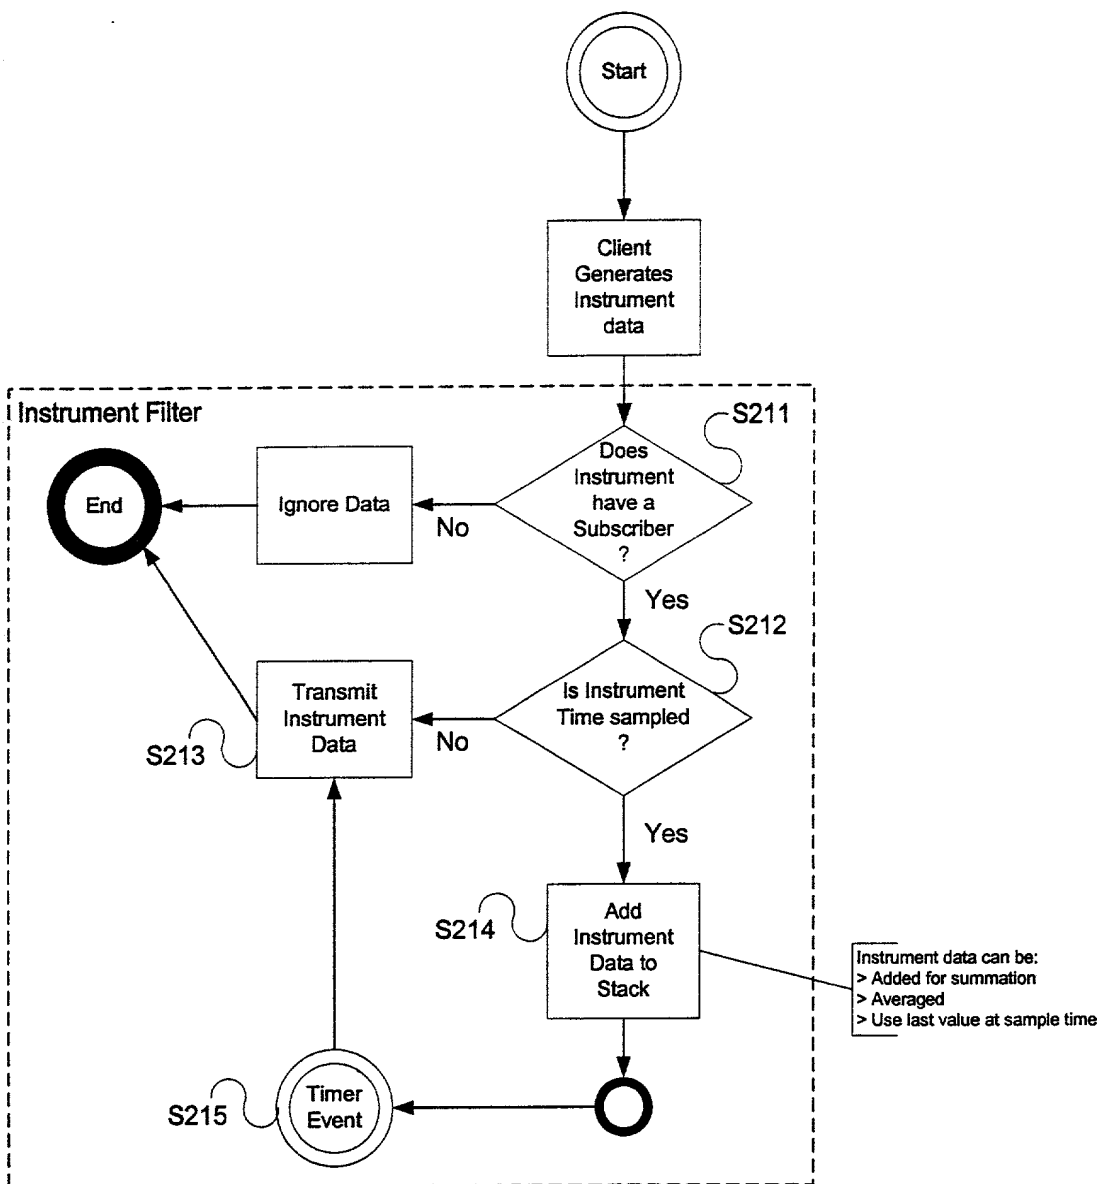 Start
Client
Generates
Instrument
data
Instrument Filter
S211
Does
Instrument
have a
Subscriber
?
No
Ignore Data
End
Yes
S212
Is Instrument
Time sampled
?
No
Transmit
Instrument
Data
S213
Yes
S214
Add
Instrument
Data to
Stack
Instrument data can be:
> Added for summation
> Averaged
> Use last value at sample time
S215
Timer
Event